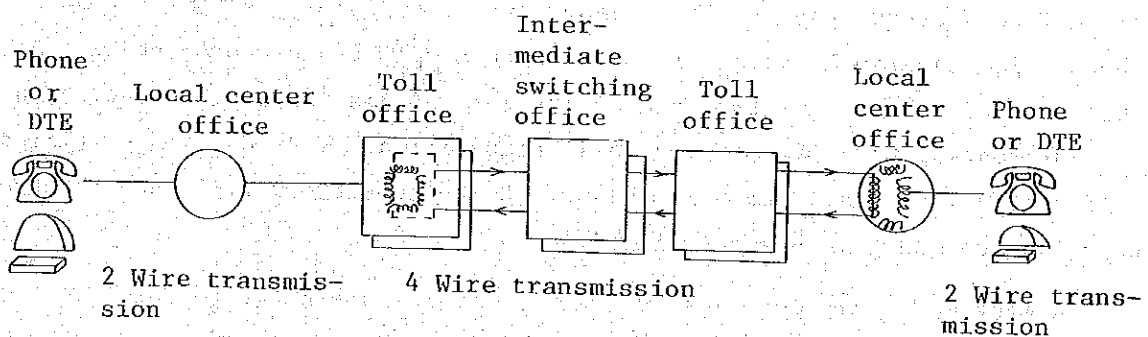 Phone
or
DTE
Local center
office
Toll
office
Inter-
mediate
switching
office
Toll
office
Local
center
office
Phone
or DTE
2 Wire transmis-
sion
4 Wire transmission
2 Wire trans-
mission